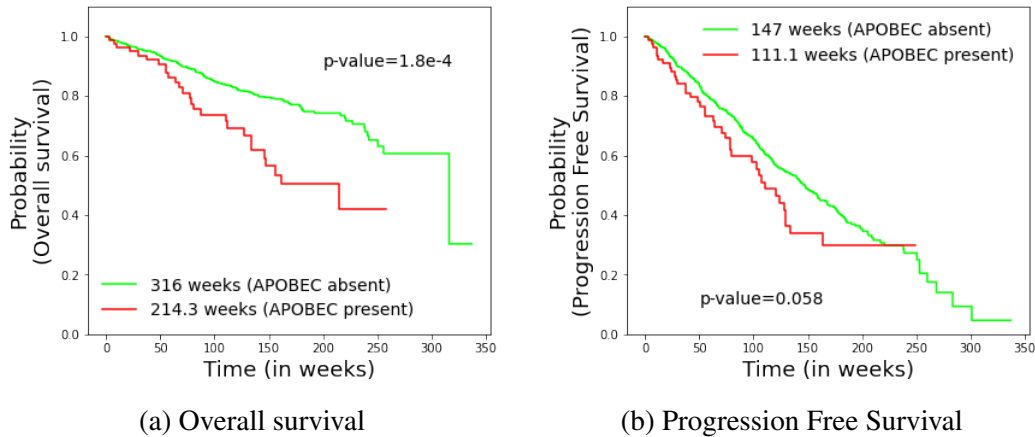 Probability
(Overall survival)
1.0
0.8
0.6
0.4
0.2
0.0
p-value=1.8e-4
316 weeks (APOBEC absent)
214.3 weeks (APOBEC present)
0 50 100 150 200 250 300 350
Time (in weeks)
(a) Overall survival
Probability
(Progression Free Survival)
1.0
0.8
0.6
0.4
0.2
0.0
147 weeks (APOBEC absent)
111.1 weeks (APOBEC present)
p-value=0.058
0 50 100 150 200 250 300 350
Time (in weeks)
(b) Progression Free Survival